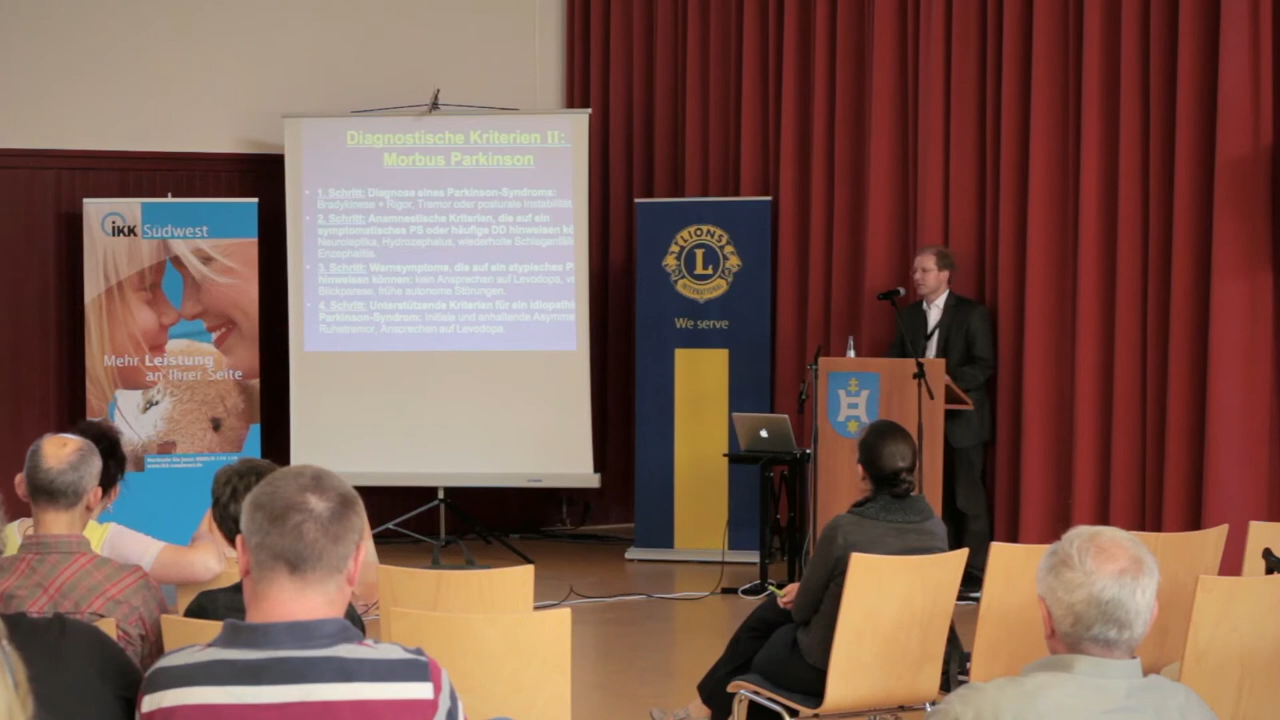 Diagnostische Kriterien II:
Morbus Parkinson
• 1. Schritt: Diagnose eines Parkinson-Syndroms:
Bradykinese + Rigor, Tremor oder posturale Instabilität
• 2. Schritt: Anamnestische Kriterien, die auf ein
symptomatisches PS oder häufige DD hinweisen kö
Neuroleptika, Hydrozephalus, wiederholte Schlaganfälle
Enzephalitis.
• 3. Schritt: Warnsymptome, die auf ein atypisches P
hinweisen können: kein Ansprechen auf Levodopa, v
Blickparese, frühe autonome Störungen.
• 4. Schritt: Unterstützende Kriterien für ein idiopathi
Parkinson-Syndrom: Initiale und anhaltende Asymme
Ruhetremor, Ansprechen auf Levodopa.
iKK Südwest
Mehr Leistung
an Ihrer Seite
LIONS
L
INTERNATIONAL
We serve